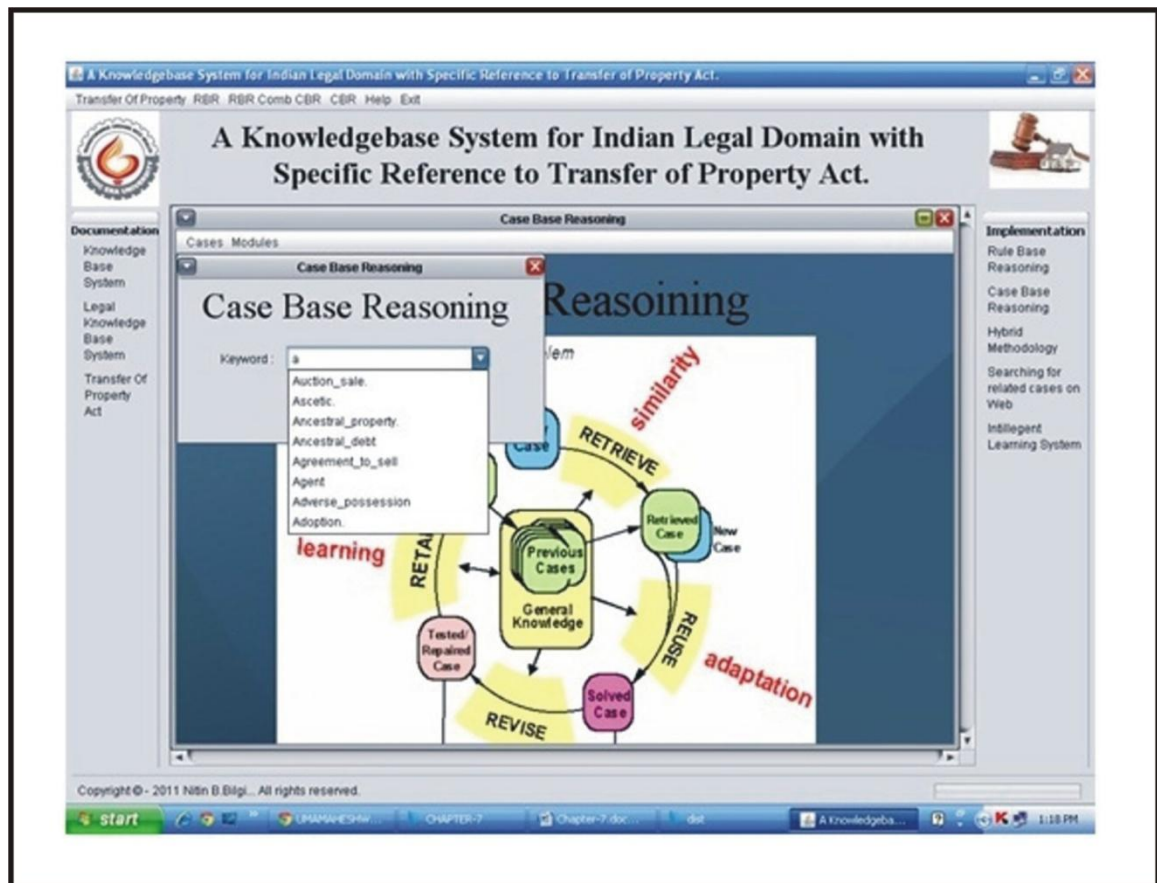 A Knowledgebase System for Indian Legal Domain with Specific Reference to Transfer of Property Act.
Transfer Of Property RBR RBR Comb CBR CBR Help Exit
A Knowledgebase System for Indian Legal Domain with
Specific Reference to Transfer of Property Act.
Documentation
Knowledge
Base
System
Legal
Knowledge
Base
System
Transfer Of
Property
Act
Case Base Reasoning
Cases Modules
Case Base Reasoning
Case Base Reasoning
Reasoining
Keyword : a
Auction_sale.
Ascetic.
Ancestral_property.
Ancestral_debt
Agreement_to_sell
Agent
Adverse_possession
Adoption.
similarity
Case
RETRIEVE
Retrieved
Case
New
Case
learning
RETAI
Previous
Cases
General
Knowledge
REUSE
adaptation
Tested/
Repaired
Case
Solved
Case
REVISE
Implementation
Rule Base
Reasoning
Case Base
Reasoning
Hybrid
Methodology
Searching for
related cases on
Web
Intillegent
Learning System
Copyright © - 2011 Nitin B.Bilgi... All rights reserved.
start
UMAMAHESHW...
CHAPTER-7
Chapter-7.doc...
dist
A Knowledgeba...
1:18 PM